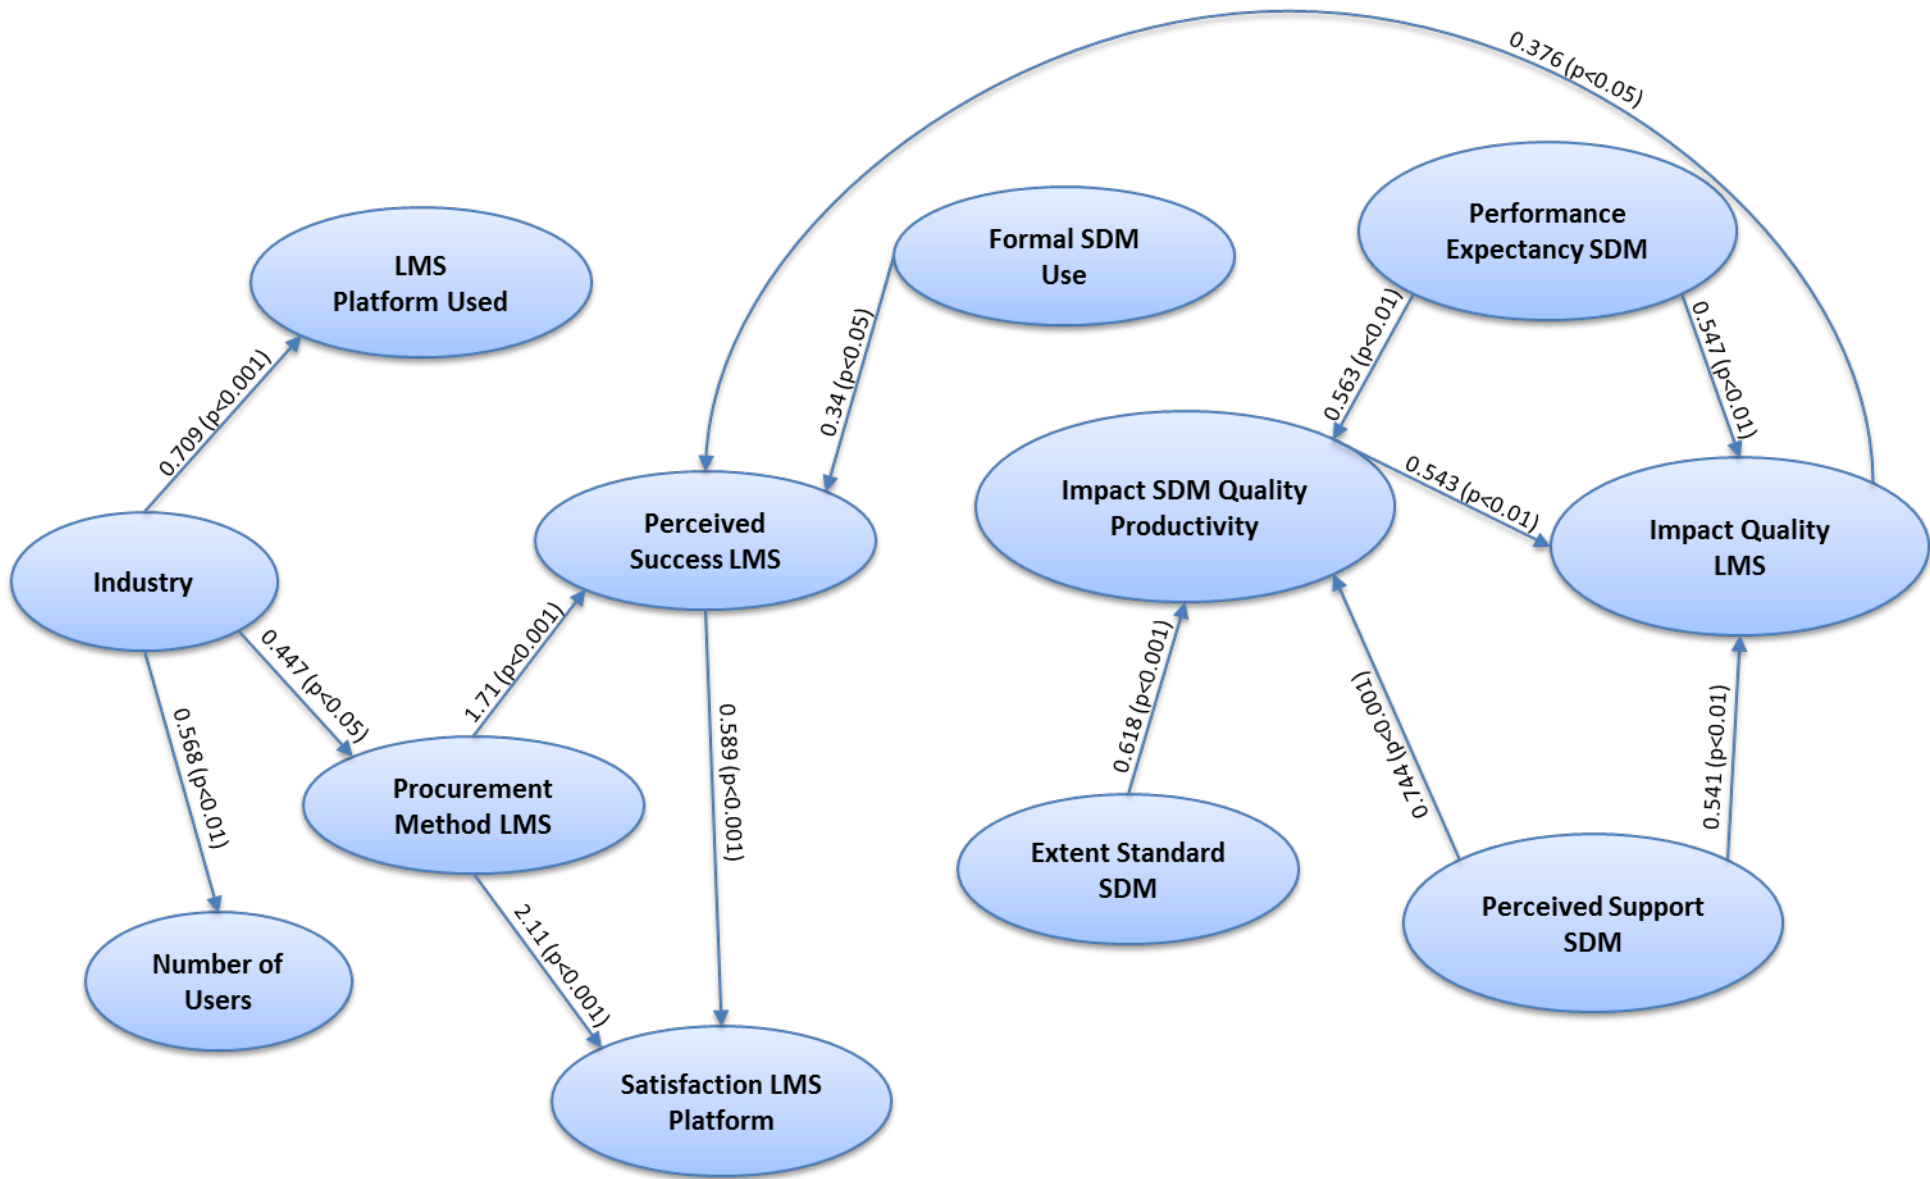 0.376 (p<0.05)
Performance
Expectancy SDM
Formal SDM
Use
LMS
Platform Used
0.34 (p<0.05)
0.563 (p<0.01)
0.547 (p<0.01)
0.709 (p<0.001)
Impact SDM Quality
Productivity
0.543 (p<0.01)
Perceived
Success LMS
Impact Quality
LMS
Industry
0.447 (p<0.05)
1.71 (p<0.001)
0.618 (p<0.001)
0.744 (p<0.001)
0.541 (p<0.01)
0.568 (p<0.01)
0.589 (p<0.001)
Procurement
Method LMS
Extent Standard
SDM
Perceived Support
SDM
2.11 (p<0.001)
Number of
Users
Satisfaction LMS
Platform